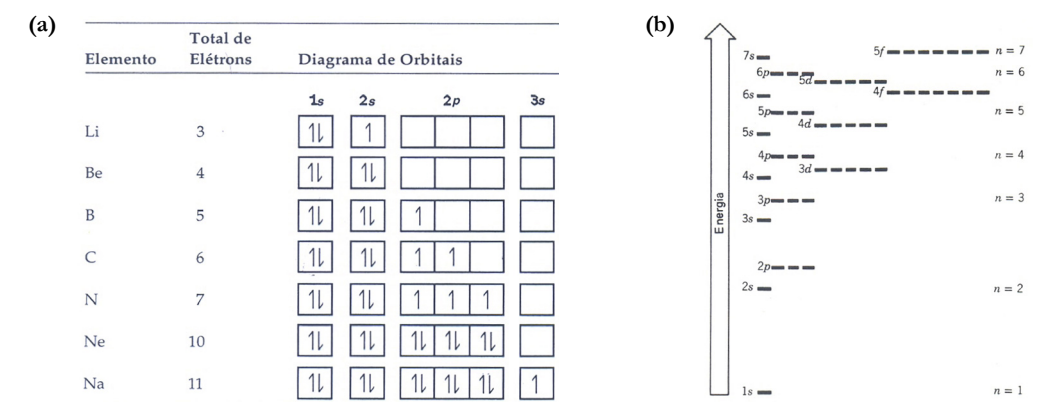 (a)
Elemento Total de Elétrons Diagrama de Orbitais
1s 2s 2p 3s
Li 3 1s 2s
Be 4
B 5
C 6
N 7
Ne 10
Na 11
(b)
Energia
7s
6p
5d
5f
n = 7
6s
4f
n = 6
5p
4d
n = 5
5s
4p
3d
n = 4
4s
3p
n = 3
3s
2p
2s
n = 2
1s
n = 1